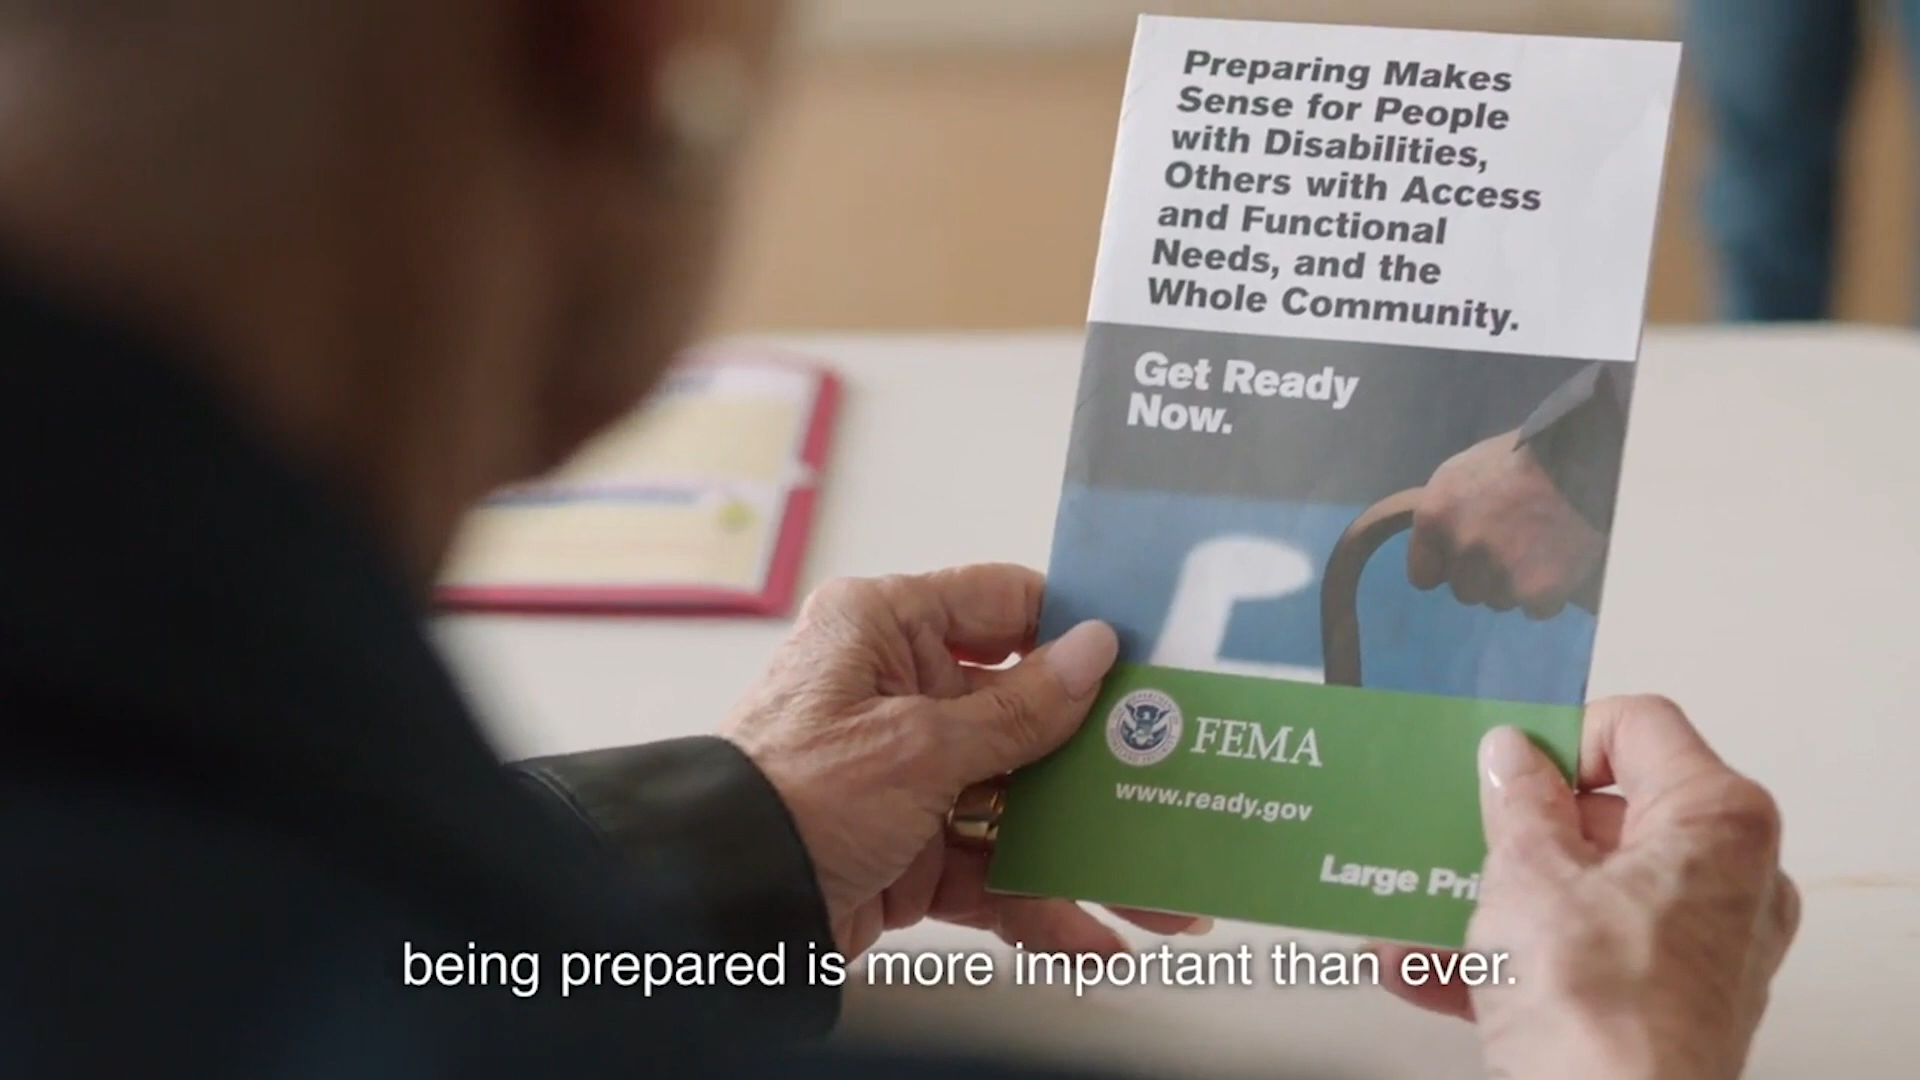 Preparing Makes
Sense for People
with Disabilities,
Others with Access
and Functional
Needs, and the
Whole Community.
Get Ready
Now.
FEMA
www.ready.gov
Large
being prepared is more important than ever.